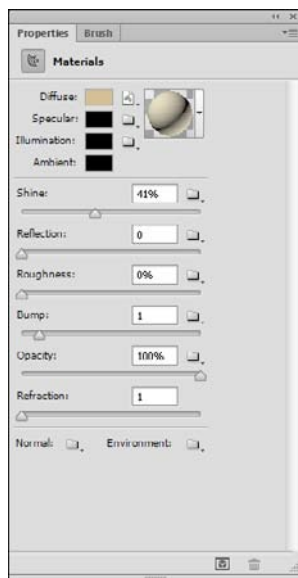 Properties Brush
Materials
Diffuse:
Specular:
Illumination:
Ambient:
Shine: 41%
Reflection: 0
Roughness: 0%
Bump: 1
Opacity: 100%
Refraction: 1
Normal: Environment: